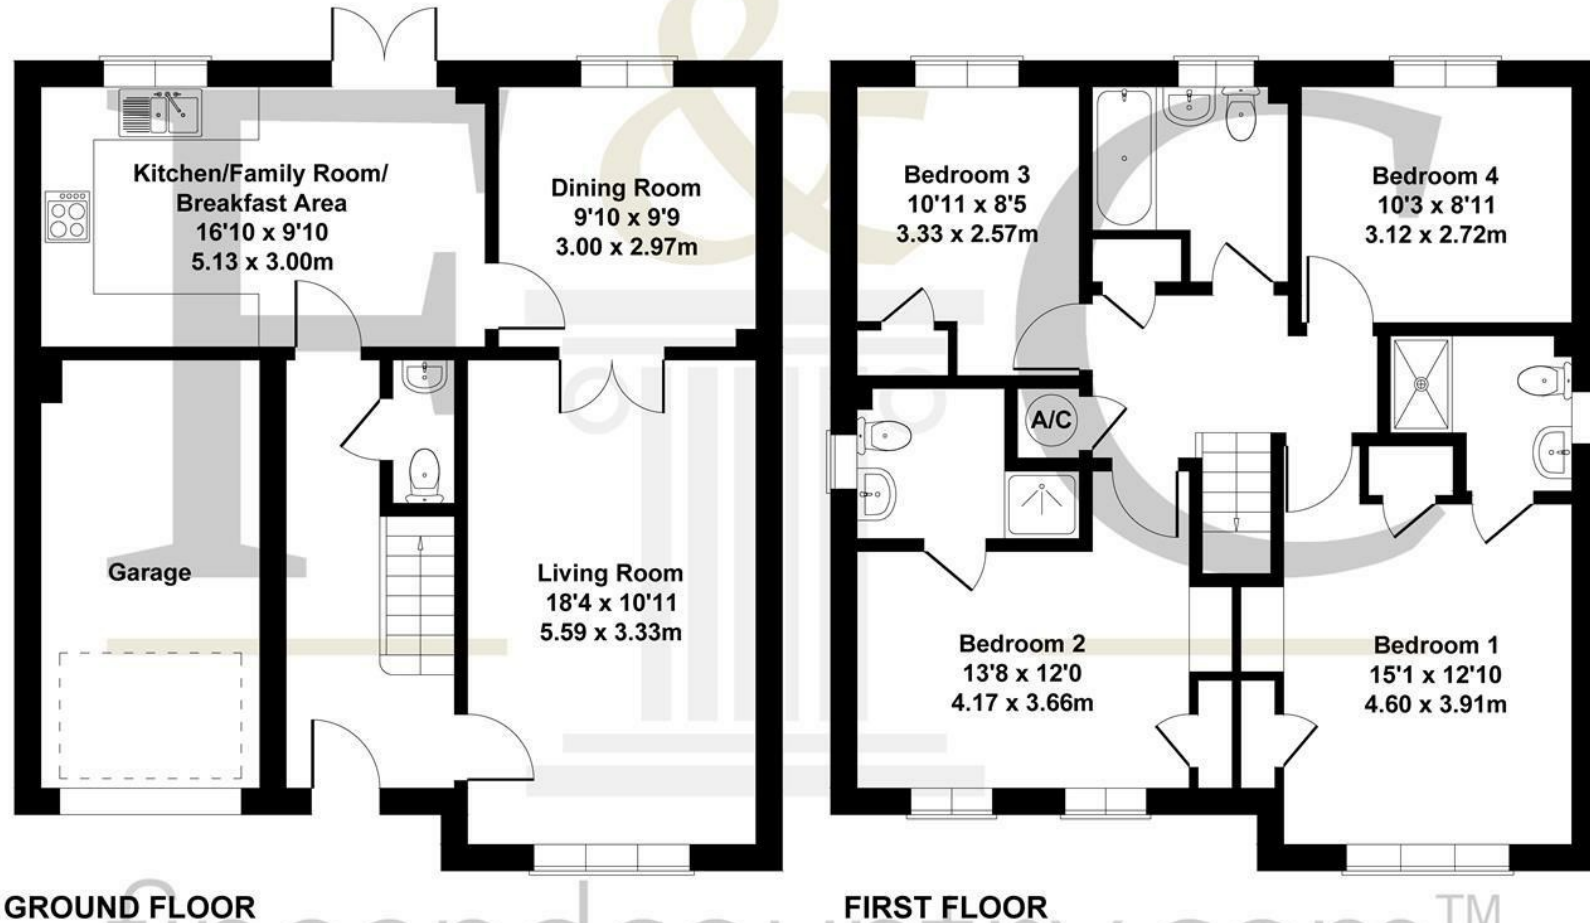 Kitchen/Family Room/
Breakfast Area
16'10 x 9'10
5.13 x 3.00m
Dining Room
9'10 x 9'9
3.00 x 2.97m
Garage
Living Room
18'4 x 10'11
5.59 x 3.33m
GROUND FLOOR
Bedroom 3
10'11 x 8'5
3.33 x 2.57m
Bedroom 4
10'3 x 8'11
3.12 x 2.72m
A/C
Bedroom 2
13'8 x 12'0
4.17 x 3.66m
Bedroom 1
15'1 x 12'10
4.60 x 3.91m
FIRST FLOOR
F & C
TM